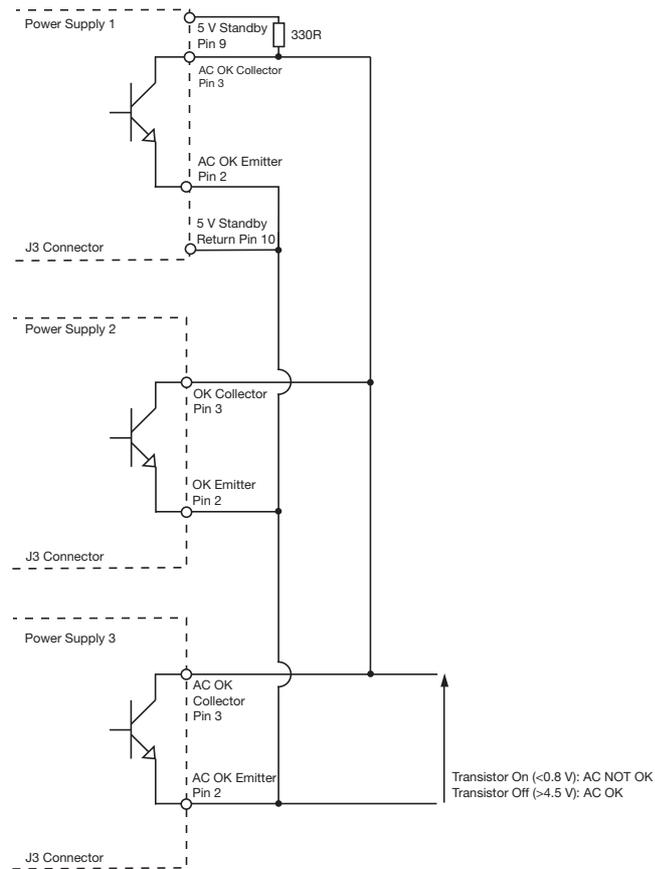 Power Supply 1
5 V Standby
Pin 9
330R
AC OK Collector
Pin 3
AC OK Emitter
Pin 2
5 V Standby
Return Pin 10
J3 Connector
Power Supply 2
OK Collector
Pin 3
OK Emitter
Pin 2
J3 Connector
Power Supply 3
AC OK
Collector
Pin 3
AC OK Emitter
Pin 2
Transistor On (<0.8 V): AC NOT OK
Transistor Off (>4.5 V): AC OK
J3 Connector